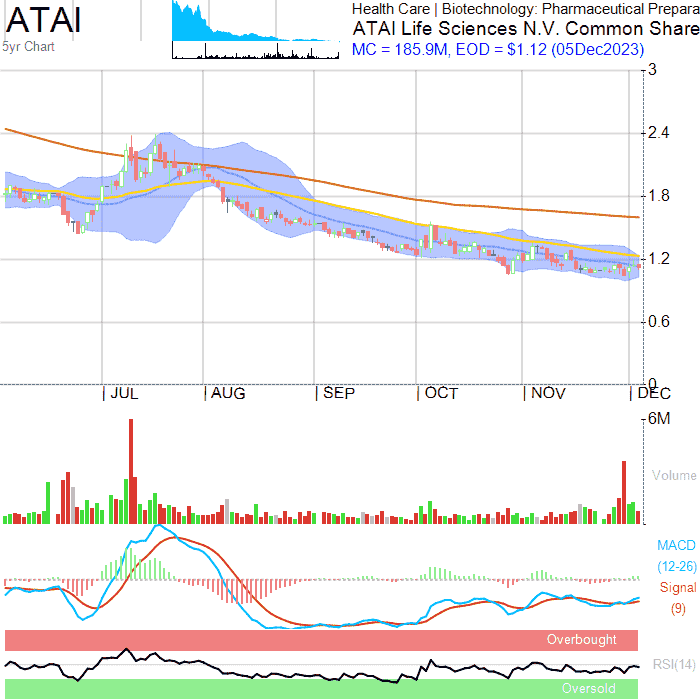 ATAI
5yr Chart
Health Care | Biotechnology: Pharmaceutical Prepara
ATAI Life Sciences N.V. Common Share
MC = 185.9M, EOD = $1.12 (05Dec2023)
3
2.4
1.8
1.2
0.6
0
JUL AUG SEP OCT NOV DEC
6M
Volume
MACD
(12-26)
Signal
(9)
Overbought
RSI(14)
Oversold